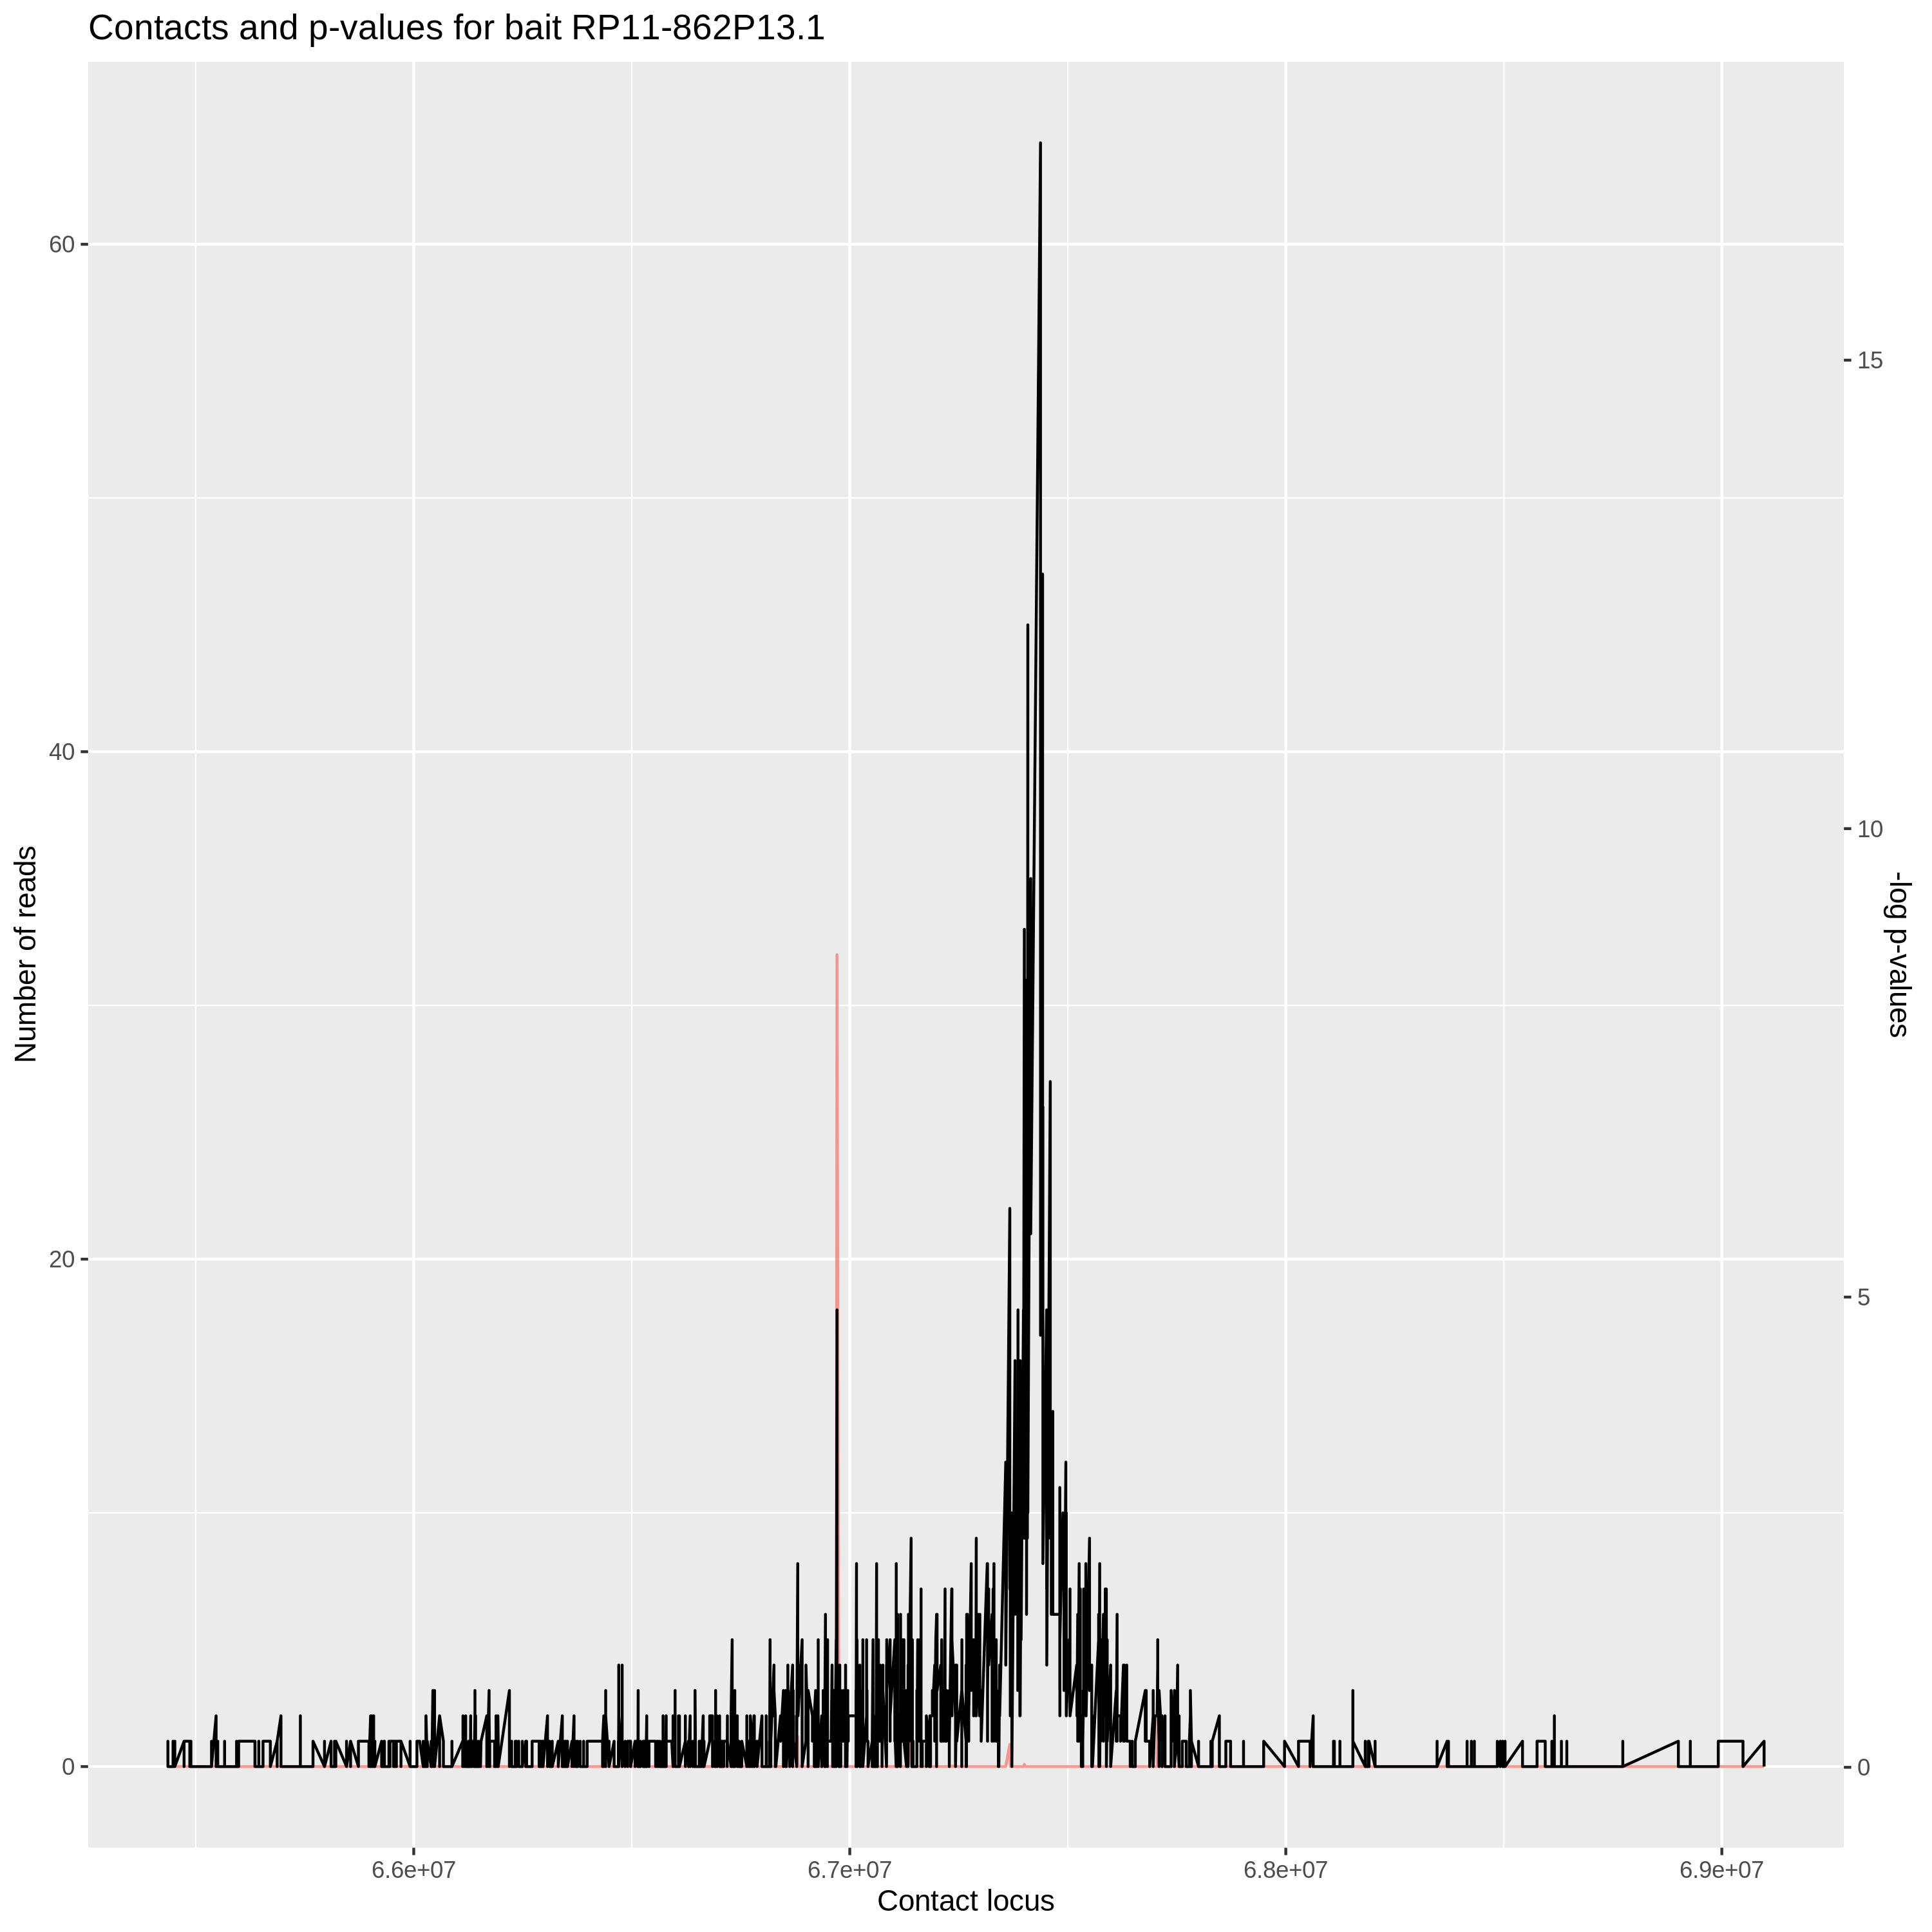 Contacts and p-values for bait RP11-862P13.1
60
40
20
0
Number of reads
15
10
5
0
-log p-values
6.6e+07
6.7e+07
6.8e+07
6.9e+07
Contact locus